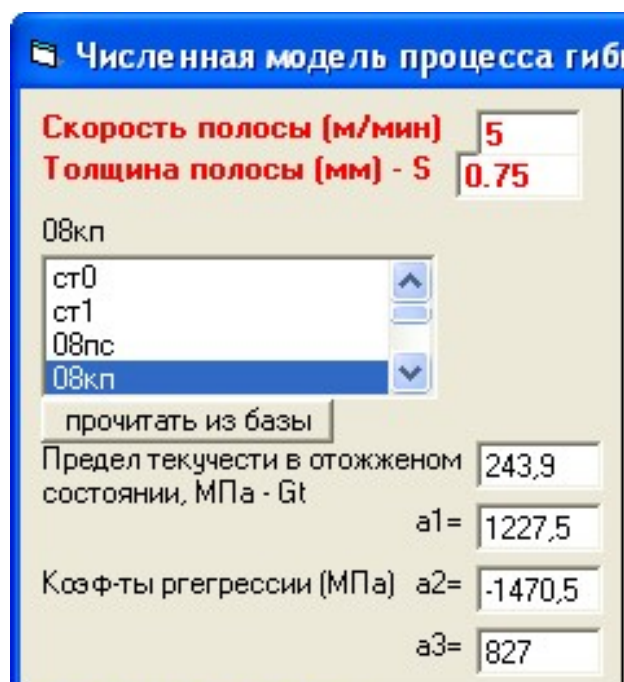 Численная модель процесса гиб
Скорость полосы (м/мин) 5
Толщина полосы (мм) - S 0.75
08кп
ст0
ст1
08пс
08кп
прочитать из базы
Предел текучести в отожженом 243,9
состоянии, МПа - Gt
a1= 1227,5
Коэф-ты ргегрессии (МПа) a2= -1470,5
a3= 827